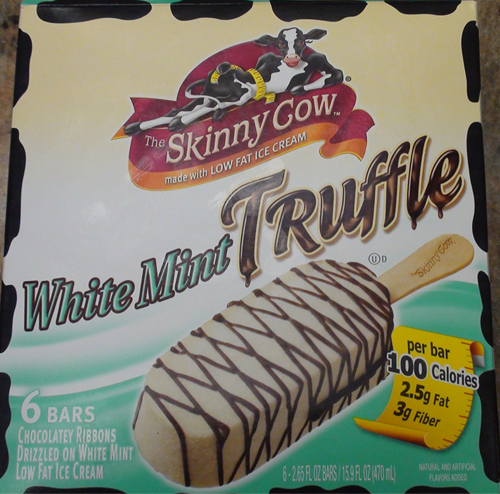 The Skinny Cow™
made with LOW FAT ICE CREAM
White Mint Truffle
Ⓤ D
Skinny Cow
per bar
100 Calories
2.5g Fat
3g Fiber
6 BARS
CHOCOLATEY RIBBONS
DRIZZLED ON WHITE MINT
LOW FAT ICE CREAM
6 - 2.65 FL OZ BARS / 15.9 FL OZ (470 mL)
NATURAL AND ARTIFICIAL
FLAVORS ADDED